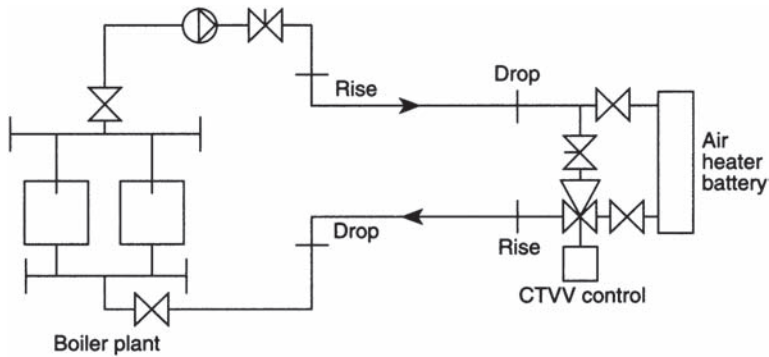 Rise
Drop
Air
heater
battery
Drop
Rise
CTVV control
Boiler plant